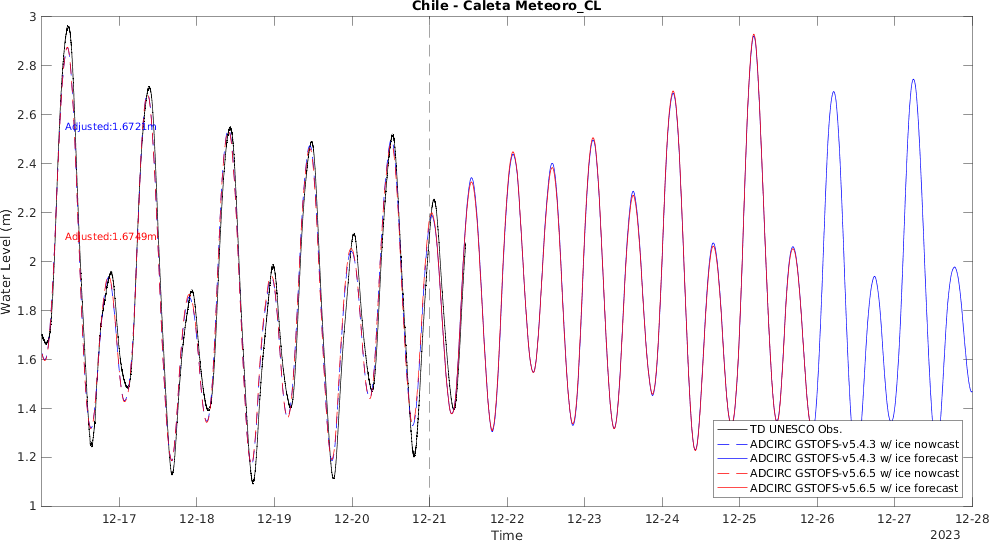 Chile - Caleta Meteoro_CL
Water Level (m)
3
2.8
2.6
2.4
2.2
2
1.8
1.6
1.4
1.2
1
Adjusted:1.6721m
Adjusted:1.6749m
TD UNESCO Obs.
ADCIRC GSTOFS-v5.4.3 w/ ice nowcast
ADCIRC GSTOFS-v5.4.3 w/ ice forecast
ADCIRC GSTOFS-v5.6.5 w/ ice nowcast
ADCIRC GSTOFS-v5.6.5 w/ ice forecast
12-17 12-18 12-19 12-20 12-21 12-22 12-23 12-24 12-25 12-26 12-27 12-28
Time
2023